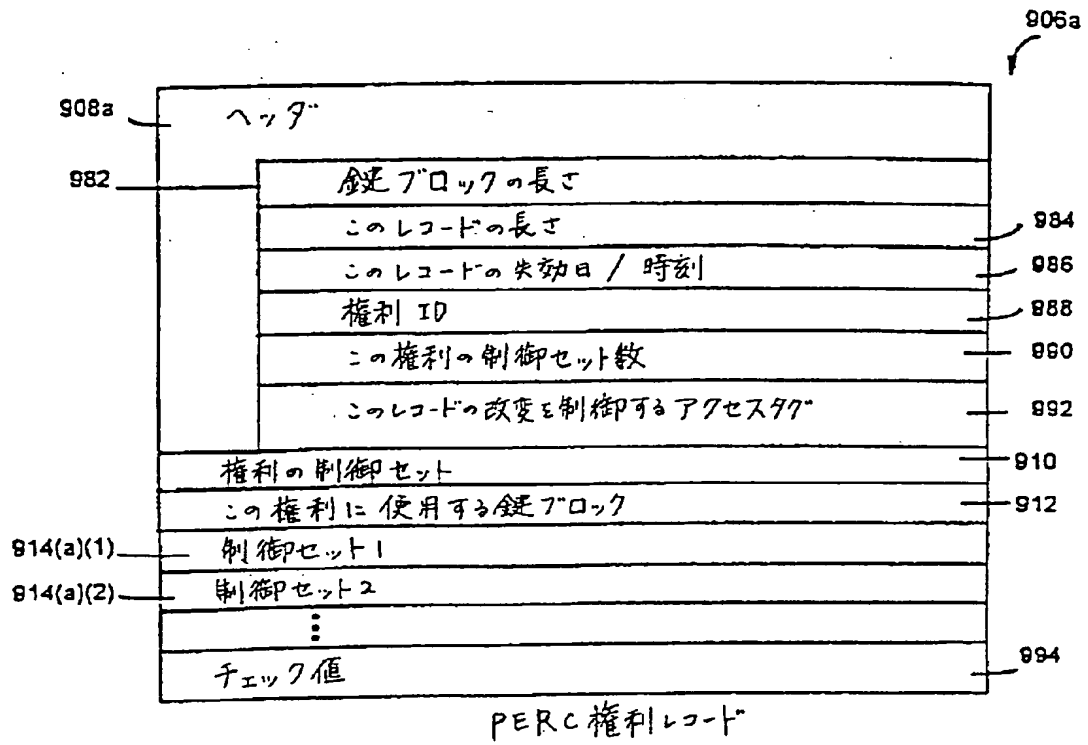 906a
908a ヘッダ
982 鍵ブロックの長さ
このレコードの長さ 984
このレコードの失効日 / 時刻 986
権利 ID 988
この権利の制御セット数 990
このレコードの改変を制御するアクセスタグ 992
権利の制御セット 910
この権利に使用する鍵ブロック 912
914(a)(1) 制御セット1
914(a)(2) 制御セット2
⋮
チェック値 994
PERC権利レコード